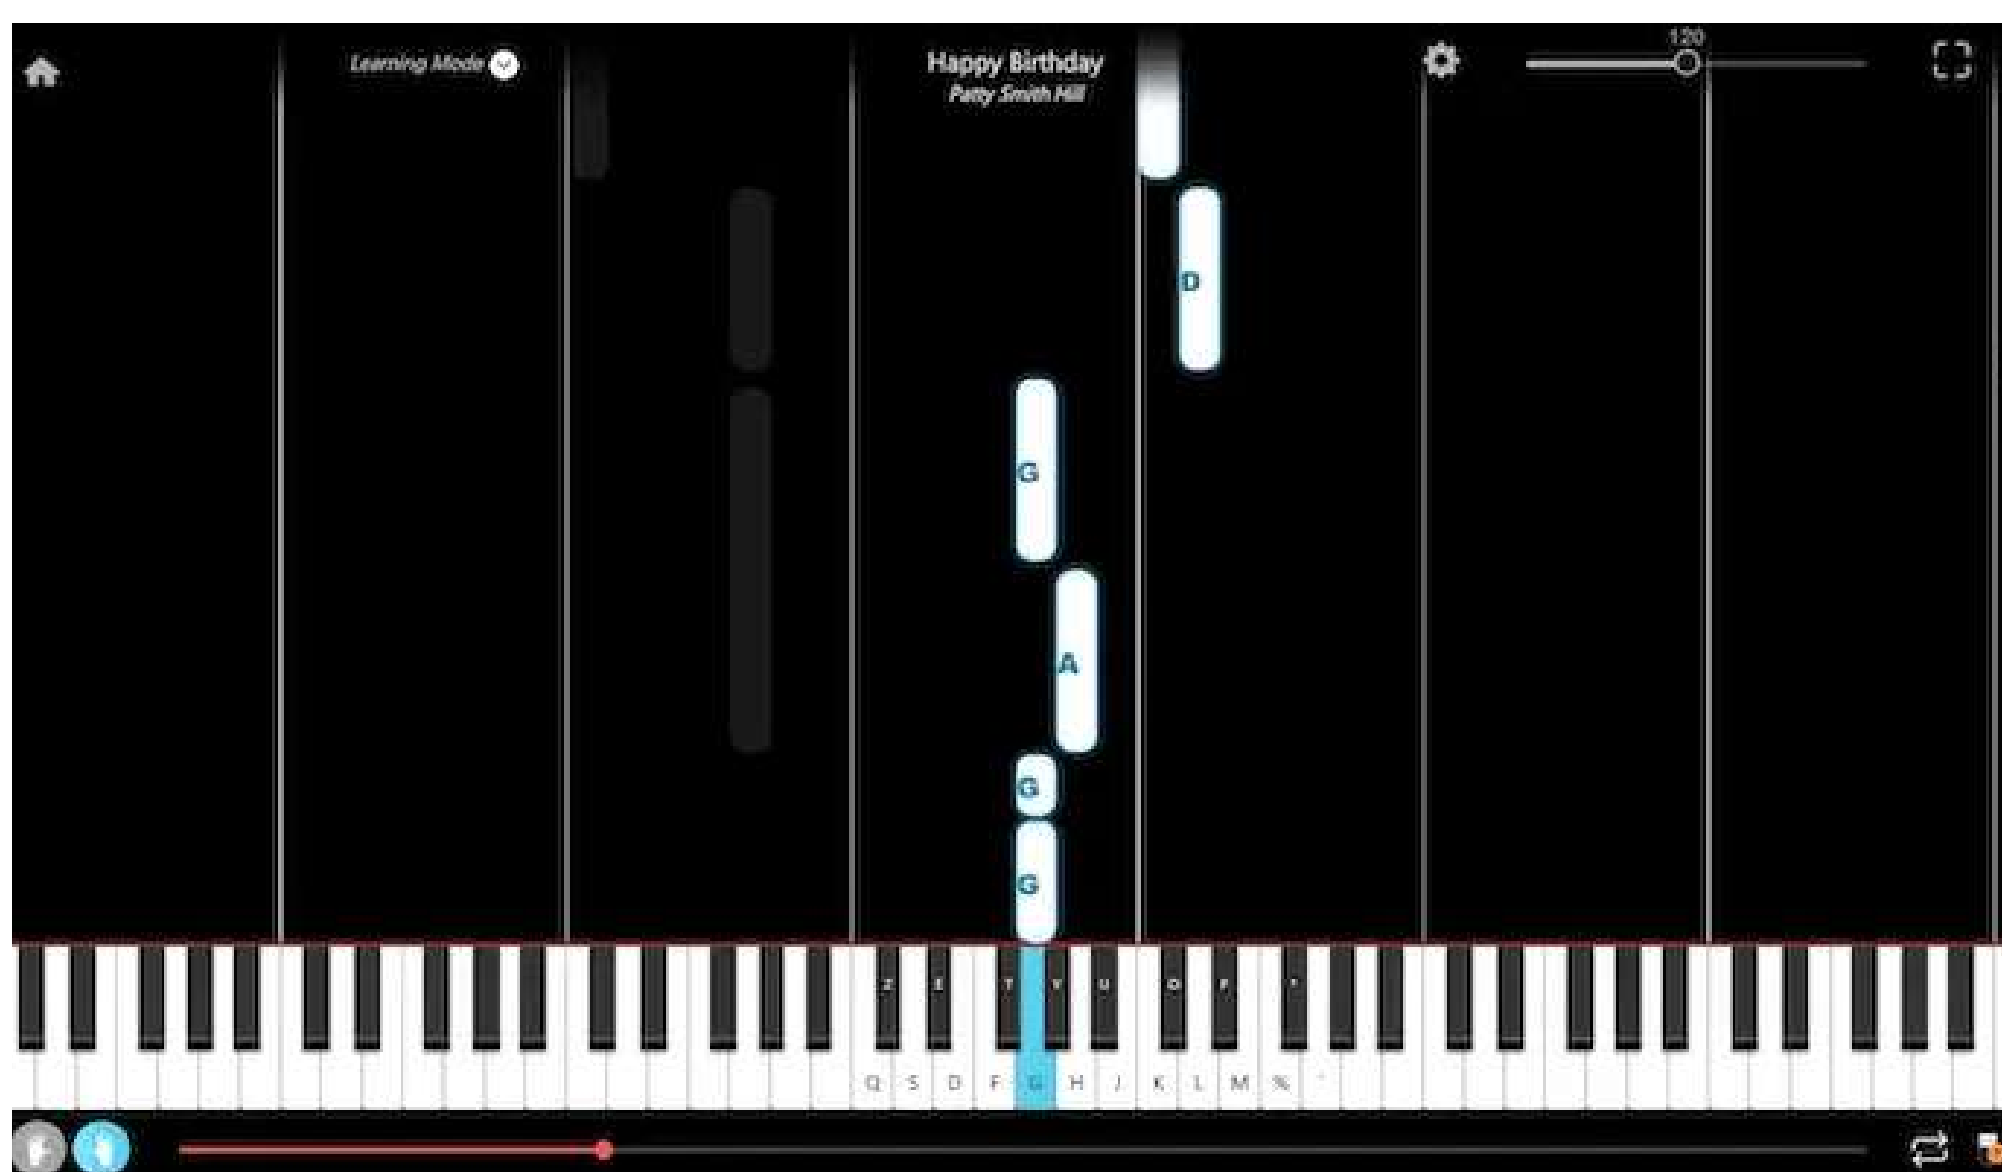 120
Learning Mode
Happy Birthday
Patty Smith Hill
D
G
A
G
G
Z E T Y U O P
Q S D F G H J K L M %